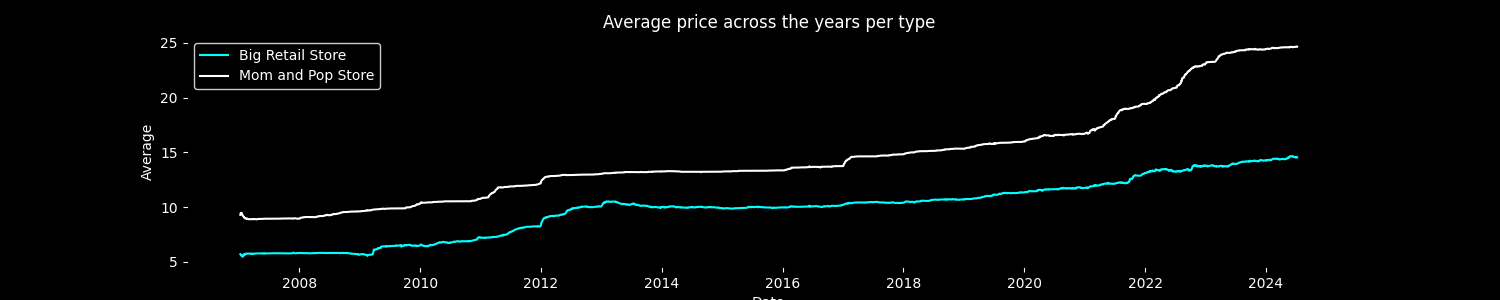 Average price across the years per type
Big Retail Store
Mom and Pop Store
Average
25
20
15
10
5
2008 2010 2012 2014 2016 2018 2020 2022 2024
Date